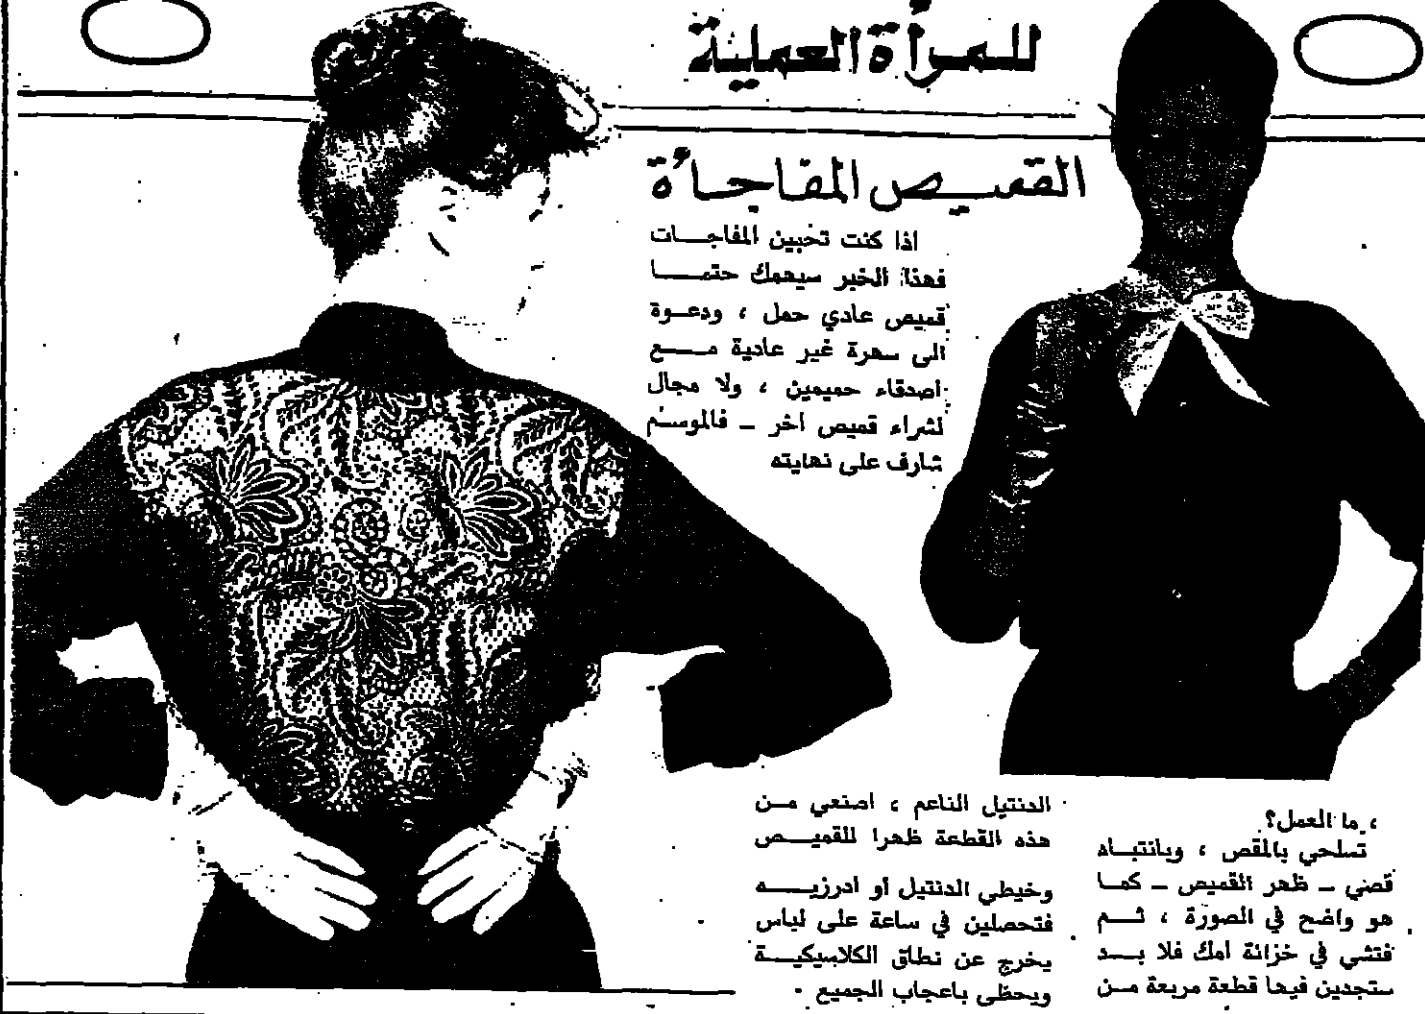 للمرأة العملية
القميص المفاجأة
اذا كنت تحبين المفاجات
فهذا الخبر سيهمك حتما
قميص عادي حمل ، ودعوة
الى سهرة غير عادية مع
اصدقاء حميمين ، ولا مجال
لشراء قميص اخر - فالموسم
شارف على نهايته
، ما العمل؟
تسلحي بالمقص ، وبانتباه
قصي - ظهر القميص - كما
هو واضح في الصورة ، ثم
فتشي في خزانة امك فلا بد
ستجدين فيها قطعة مربعة من
الدنتيل الناعم ، اصنعي من
هذه القطعة ظهرا للقميص
وخيطي الدنتيل او ادرزيه
فتحصلين في ساعة على لباس
يخرج عن نطاق الكلاسيكية
ويحظى باعجاب الجميع .